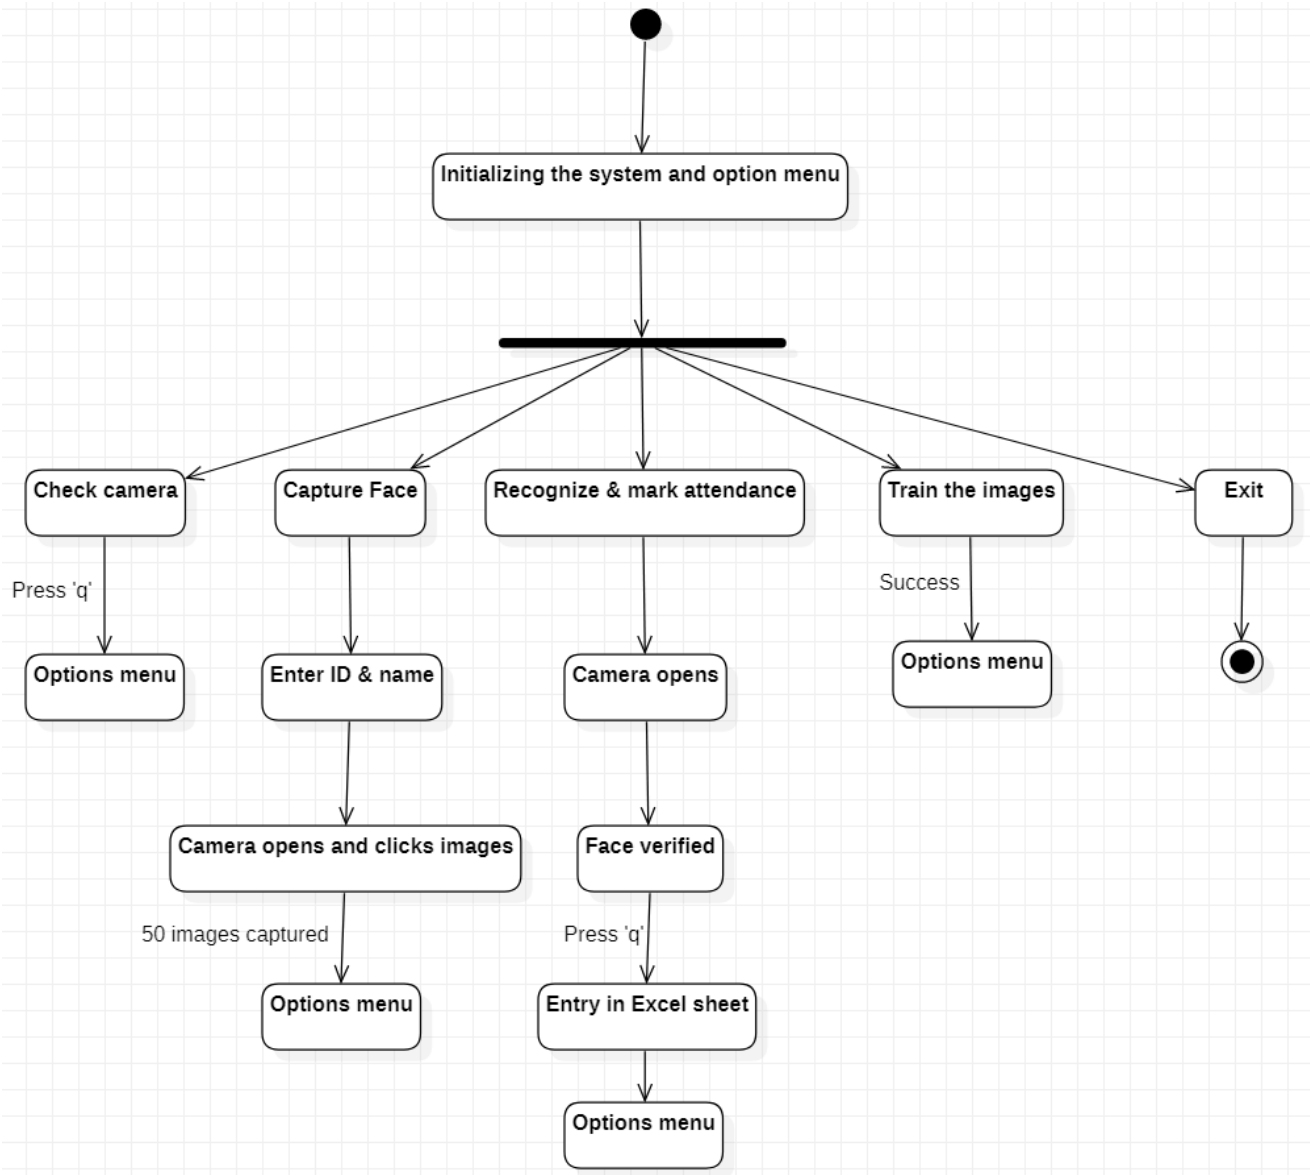 Initializing the system and option menu
Check camera
Capture Face
Recognize & mark attendance
Train the images
Exit
Press 'q'
Success
Options menu
Enter ID & name
Camera opens
Options menu
Camera opens and clicks images
Face verified
50 images captured
Press 'q'
Options menu
Entry in Excel sheet
Options menu